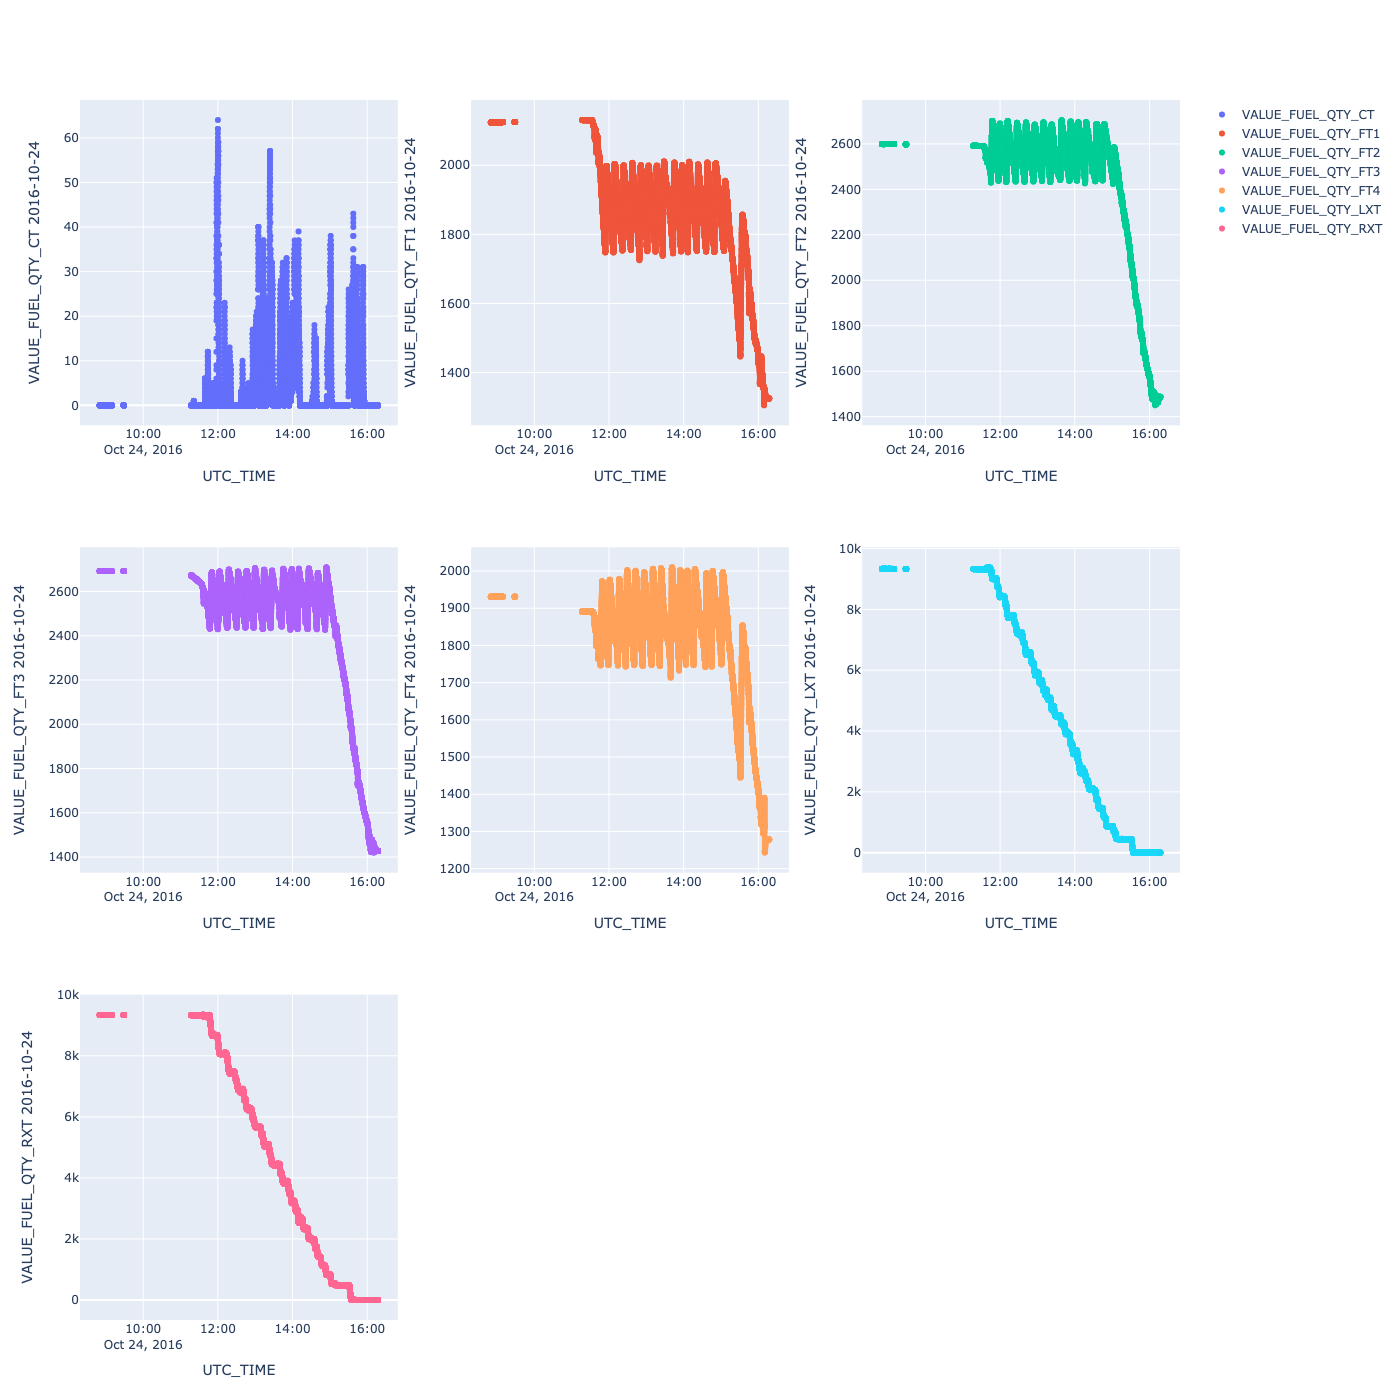 VALUE_FUEL_QTY_CT 2016-10-24
60
50
40
30
20
10
0
10:00 12:00 14:00 16:00
Oct 24, 2016
UTC_TIME
VALUE_FUEL_QTY_FT1 2016-10-24
2000
1800
1600
1400
10:00 12:00 14:00 16:00
Oct 24, 2016
UTC_TIME
VALUE_FUEL_QTY_FT2 2016-10-24
2600
2400
2200
2000
1800
1600
1400
10:00 12:00 14:00 16:00
Oct 24, 2016
UTC_TIME
VALUE_FUEL_QTY_CT
VALUE_FUEL_QTY_FT1
VALUE_FUEL_QTY_FT2
VALUE_FUEL_QTY_FT3
VALUE_FUEL_QTY_FT4
VALUE_FUEL_QTY_LXT
VALUE_FUEL_QTY_RXT
VALUE_FUEL_QTY_FT3 2016-10-24
2600
2400
2200
2000
1800
1600
1400
10:00 12:00 14:00 16:00
Oct 24, 2016
UTC_TIME
VALUE_FUEL_QTY_FT4 2016-10-24
2000
1900
1800
1700
1600
1500
1400
1300
1200
10:00 12:00 14:00 16:00
Oct 24, 2016
UTC_TIME
VALUE_FUEL_QTY_LXT 2016-10-24
10k
8k
6k
4k
2k
0
10:00 12:00 14:00 16:00
Oct 24, 2016
UTC_TIME
VALUE_FUEL_QTY_RXT 2016-10-24
10k
8k
6k
4k
2k
0
10:00 12:00 14:00 16:00
Oct 24, 2016
UTC_TIME